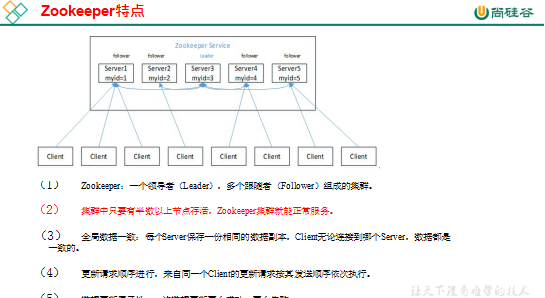 Zookeeper特点
尚硅谷
Zookeeper Service
follower follower Leader follower follower
Server1 Server2 Server3 Server4 Server5
myid=1 myid=2 myid=3 myid=4 myid=5
Client Client Client Client Client Client Client Client
（1） Zookeeper：一个领导者（Leader），多个跟随者（Follower）组成的集群。
（2） 集群中只要有半数以上节点存活，Zookeeper集群就能正常服务。
（3） 全局数据一致：每个Server保存一份相同的数据副本，Client无论连接到哪个Server，数据都是
一致的。
（4） 更新请求顺序进行，来自同一个Client的更新请求按其发送顺序依次执行。
让天下没有难学的技术